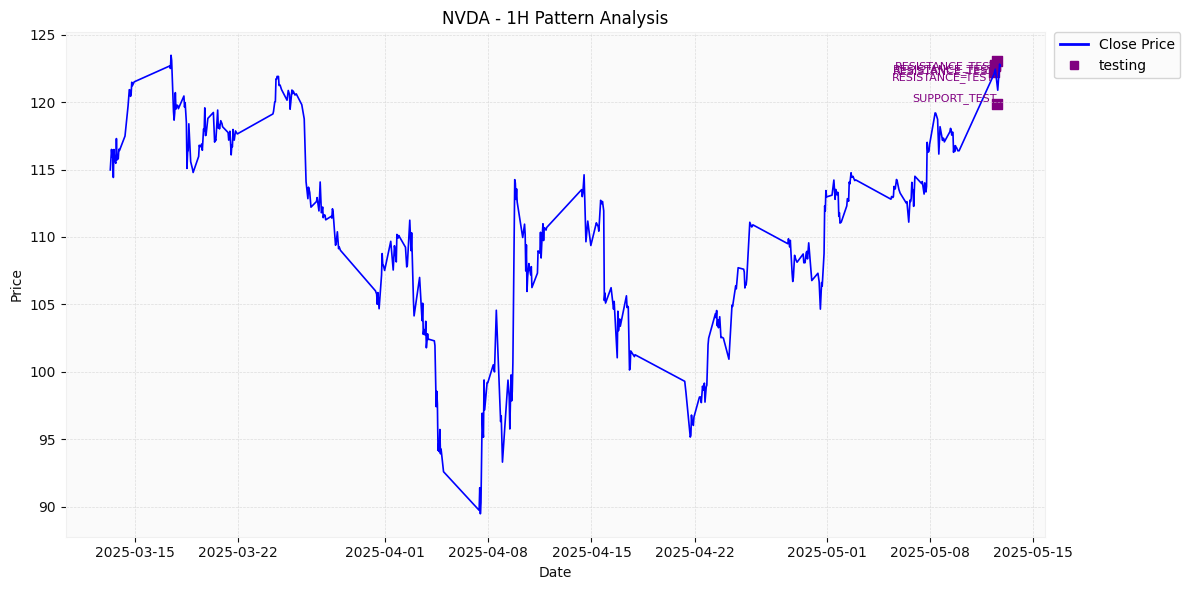 NVDA - 1H Pattern Analysis
Close Price
testing
RESISTANCE_TEST
RESISTANCE_TEST
RESISTANCE_TEST
RESISTANCE_TEST
SUPPORT_TEST
125
120
115
110
105
100
95
90
Price
2025-03-15
2025-03-22
2025-04-01
2025-04-08
2025-04-15
2025-04-22
2025-05-01
2025-05-08
2025-05-15
Date